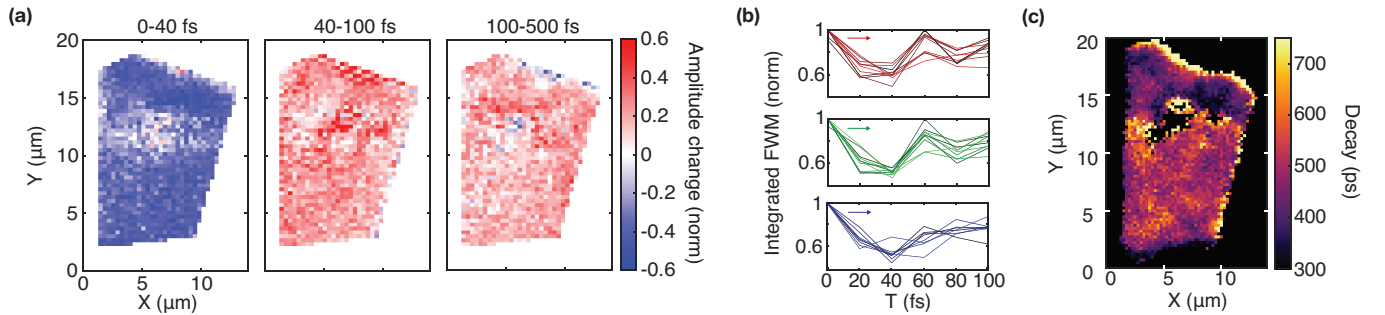 (a)
0-40 fs
40-100 fs
100-500 fs
20
15
10
5
0
Y (μm)
0
5
10
X (μm)
0.6
0.4
0.2
0
-0.2
-0.4
-0.6
Amplitude change (norm)
(b)
1
0.6
1
0.6
1
0.6
Integrated FWM (norm)
0 20 40 60 80 100
T (fs)
(c)
20
15
10
5
0
Y (μm)
0 5 10
X (μm)
700
600
500
400
300
Decay (ps)